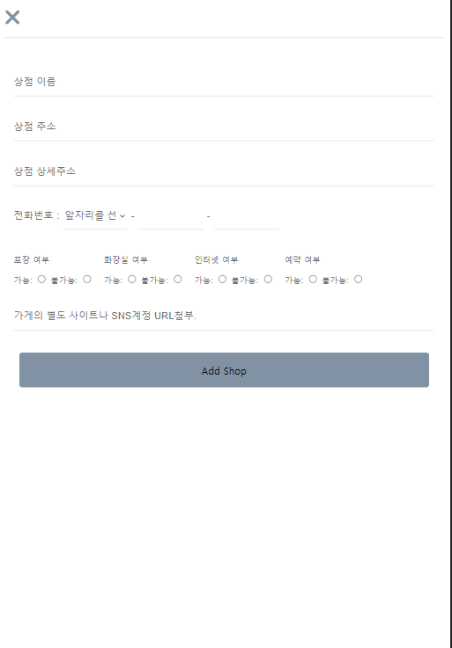 상점 이름
상점 주소
상점 상세주소
전화번호 : 앞자리를 선 - -
포장 여부 화장실 여부 인터넷 여부 예약 여부
가능: 불가능: 가능: 불가능: 가능: 불가능: 가능: 불가능:
가게의 별도 사이트나 SNS계정 URL첨부.
Add Shop